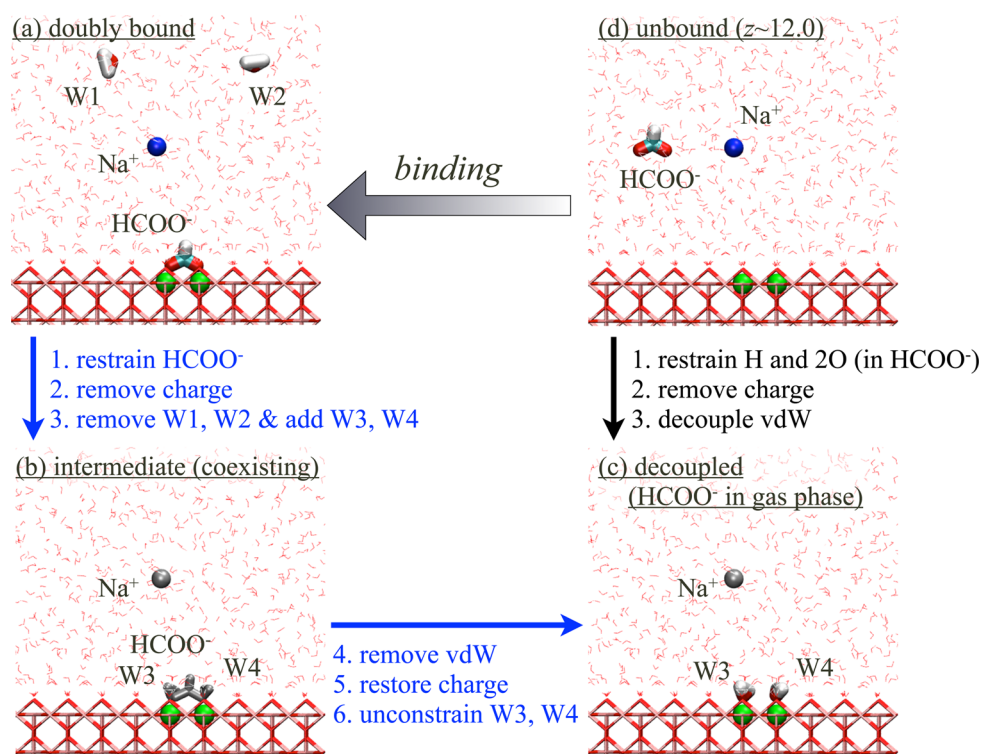 (a) doubly bound
W1
W2
Na⁺
HCOO⁻
binding
(d) unbound (z~12.0)
Na⁺
HCOO⁻
1. restrain HCOO⁻
2. remove charge
3. remove W1, W2 & add W3, W4
1. restrain H and 2O (in HCOO⁻)
2. remove charge
3. decouple vdW
(b) intermediate (coexisting)
Na⁺
HCOO⁻
W3
W4
4. remove vdW
5. restore charge
6. unconstrain W3, W4
(c) decoupled
(HCOO⁻ in gas phase)
Na⁺
W3
W4